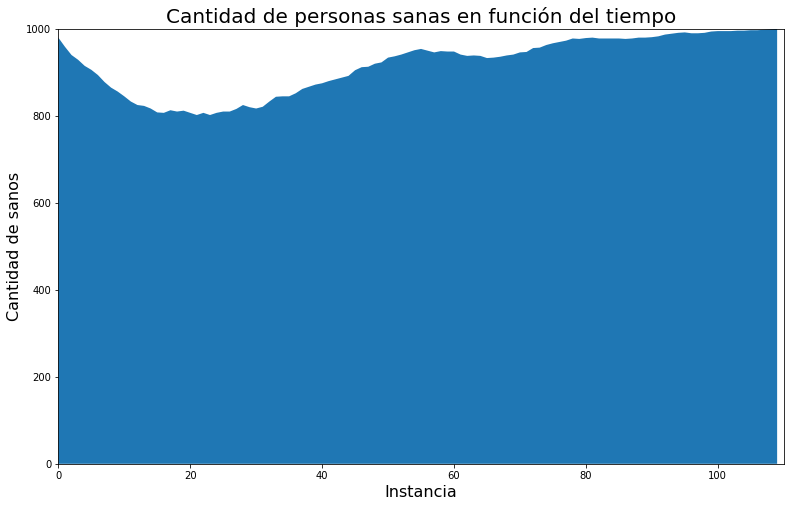 Cantidad de personas sanas en función del tiempo
1000
800
600
400
200
0
Cantidad de sanos
0 20 40 60 80 100
Instancia